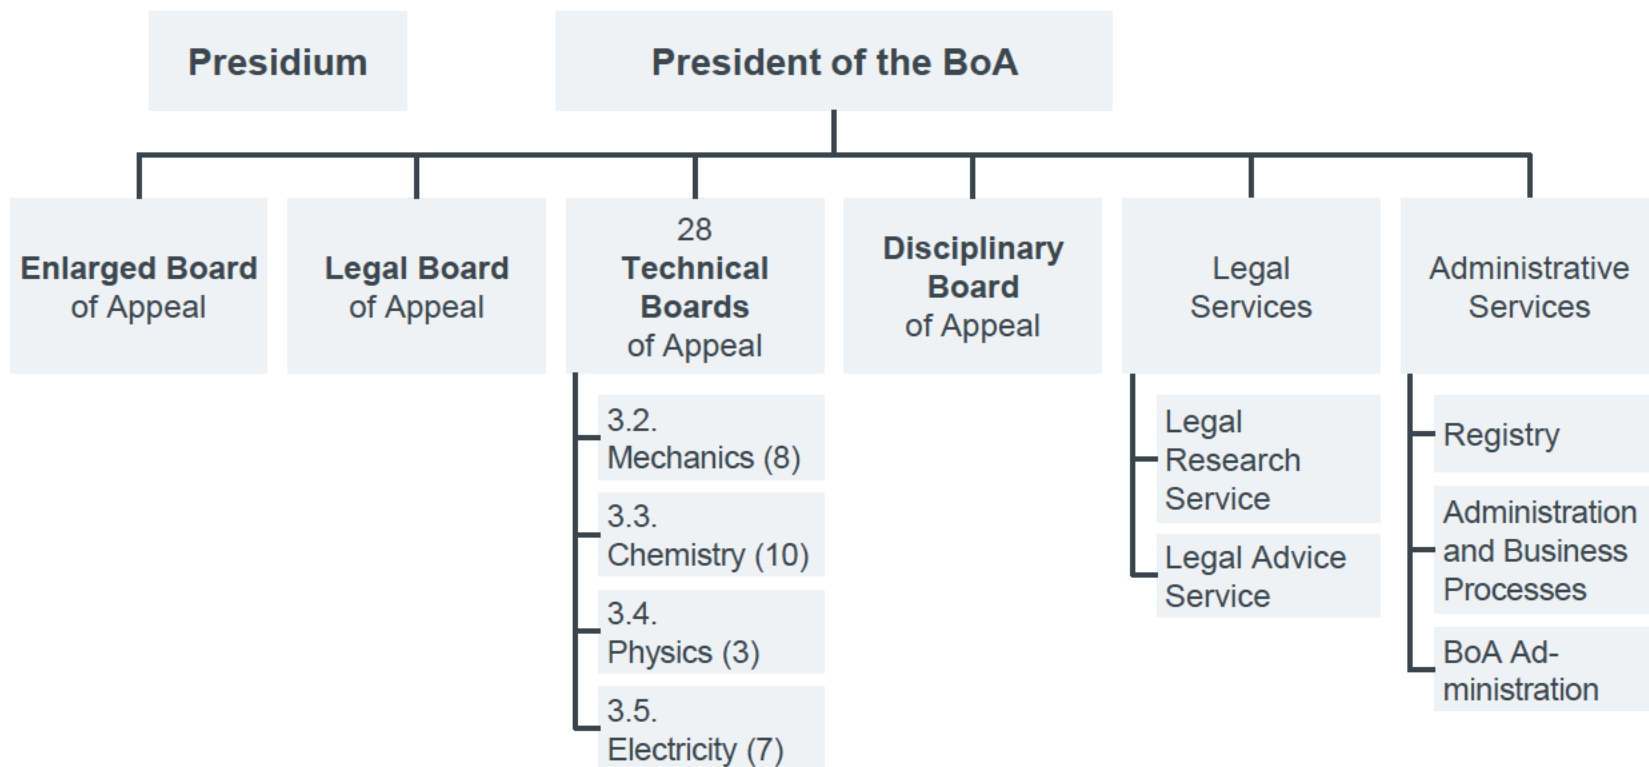 Presidium
President of the BoA
Enlarged Board
of Appeal
Legal Board
of Appeal
28
Technical
Boards
of Appeal
Disciplinary
Board
of Appeal
Legal
Services
Administrative
Services
3.2.
Mechanics (8)
3.3.
Chemistry (10)
3.4.
Physics (3)
3.5.
Electricity (7)
Legal
Research
Service
Legal Advice
Service
Registry
Administration
and Business
Processes
BoA Ad-
ministration